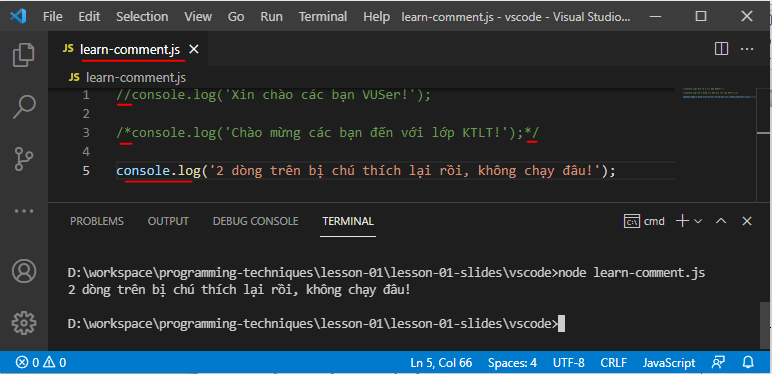 File Edit Selection View Go Run Terminal Help learn-comment.js - vscode - Visual Studio...
JS learn-comment.js
JS learn-comment.js
1 //console.log('Xin chào các bạn VUSer!');
2
3 /*console.log('Chào mừng các bạn đến với lớp KTLT!');*/
4
5 console.log('2 dòng trên bị chú thích lại rồi, không chạy đâu!');
PROBLEMS OUTPUT DEBUG CONSOLE TERMINAL cmd
D:\workspace\programming-techniques\lesson-01\lesson-01-slides\vscode>node learn-comment.js
2 dòng trên bị chú thích lại rồi, không chạy đâu!
D:\workspace\programming-techniques\lesson-01\lesson-01-slides\vscode>
0 0 Ln 5, Col 66 Spaces: 4 UTF-8 CRLF JavaScript